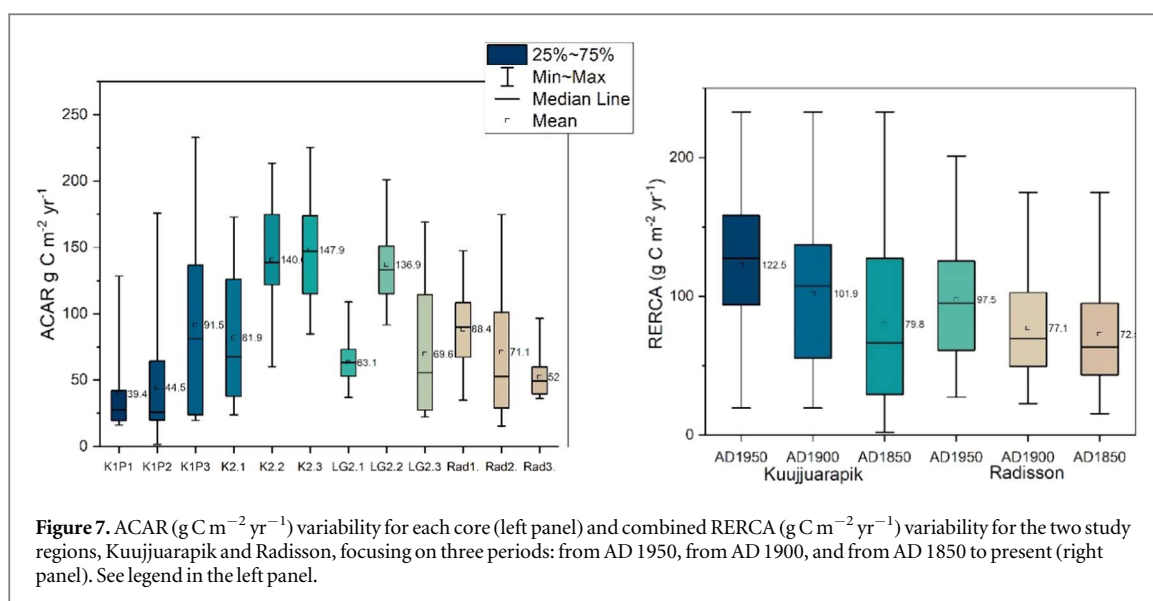 25%~75%
Min~Max
Median Line
Mean
ACAR g C m⁻² yr⁻¹
250
200
150
100
50
0
39.4
44.5
91.5
81.9
147.9
63.1
136.9
69.6
88.4
71.1
52
K1P1 K1P2 K1P3 K2.1 K2.2 K2.3 LG2.1 LG2.2 LG2.3 Rad1. Rad2. Rad3.
RERCA (g C m⁻² yr⁻¹)
200
100
0
122.5
101.9
79.8
97.5
77.1
AD1950 AD1900 AD1850 AD1950 AD1900 AD1850
Kuujjuarapik Radisson
Figure 7. ACAR (g C m⁻² yr⁻¹) variability for each core (left panel) and combined RERCA (g C m⁻² yr⁻¹) variability for the two study
regions, Kuujjuarapik and Radisson, focusing on three periods: from AD 1950, from AD 1900, and from AD 1850 to present (right
panel). See legend in the left panel.